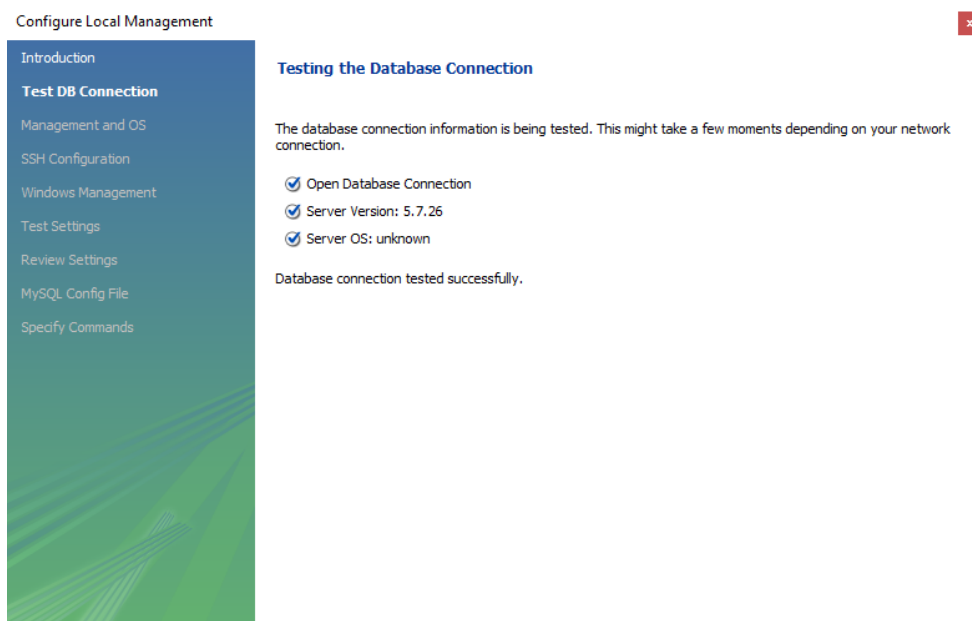 Configure Local Management
x
Introduction
Test DB Connection
Management and OS
SSH Configuration
Windows Management
Test Settings
Review Settings
MySQL Config File
Specify Commands
Testing the Database Connection
The database connection information is being tested. This might take a few moments depending on your network
connection.
Open Database Connection
Server Version: 5.7.26
Server OS: unknown
Database connection tested successfully.